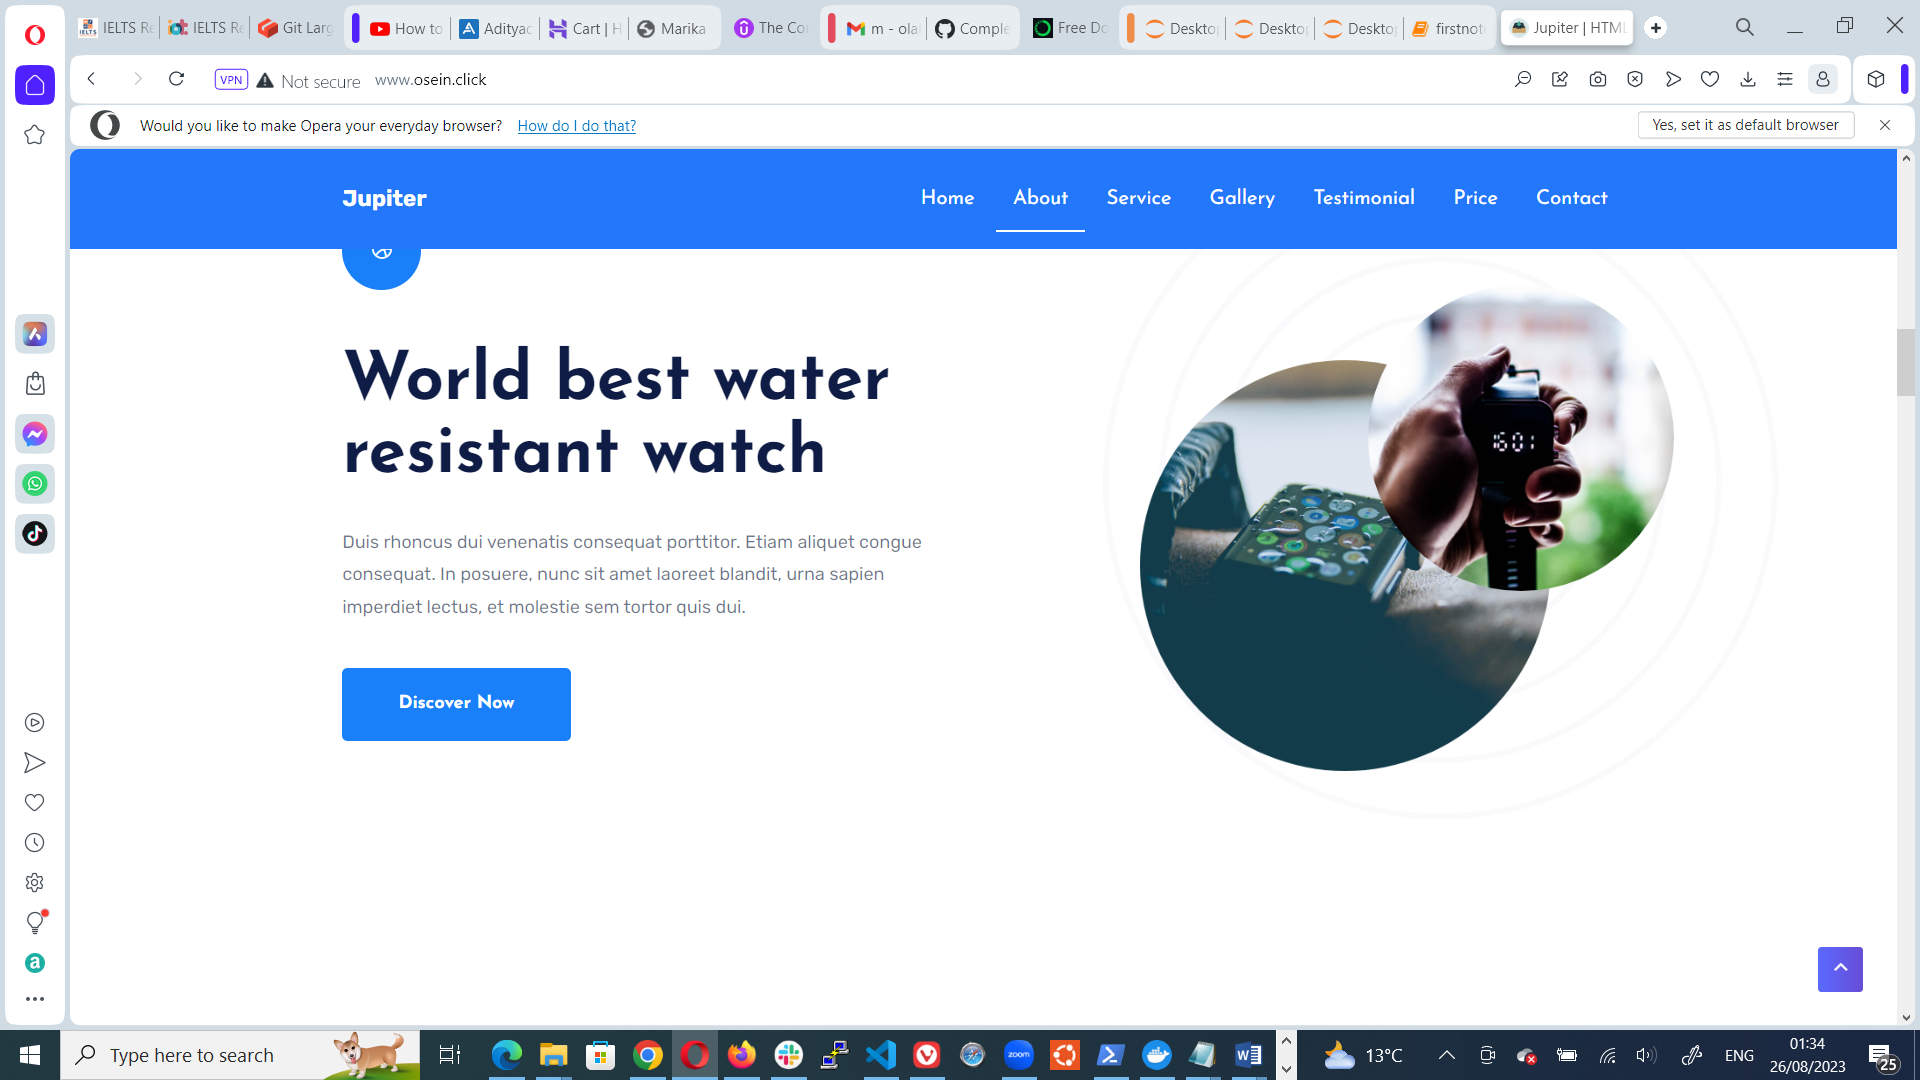 IELTS Re
IELTS Re
Git Larg
How to
Adityac
Cart | H
Marika
The Co
m - ola
Comple
Free Do
Desktop
Desktop
Desktop
firstnot
Jupiter | HTML
VPN
Not secure
www.osein.click
Would you like to make Opera your everyday browser? How do I do that?
Yes, set it as default browser
Jupiter
Home About Service Gallery Testimonial Price Contact
World best water
resistant watch
Duis rhoncus dui venenatis consequat porttitor. Etiam aliquet congue
consequat. In posuere, nunc sit amet laoreet blandit, urna sapien
imperdiet lectus, et molestie sem tortor quis dui.
Discover Now
1601
Type here to search
zoom
13°C
ENG
01:34
26/08/2023
25